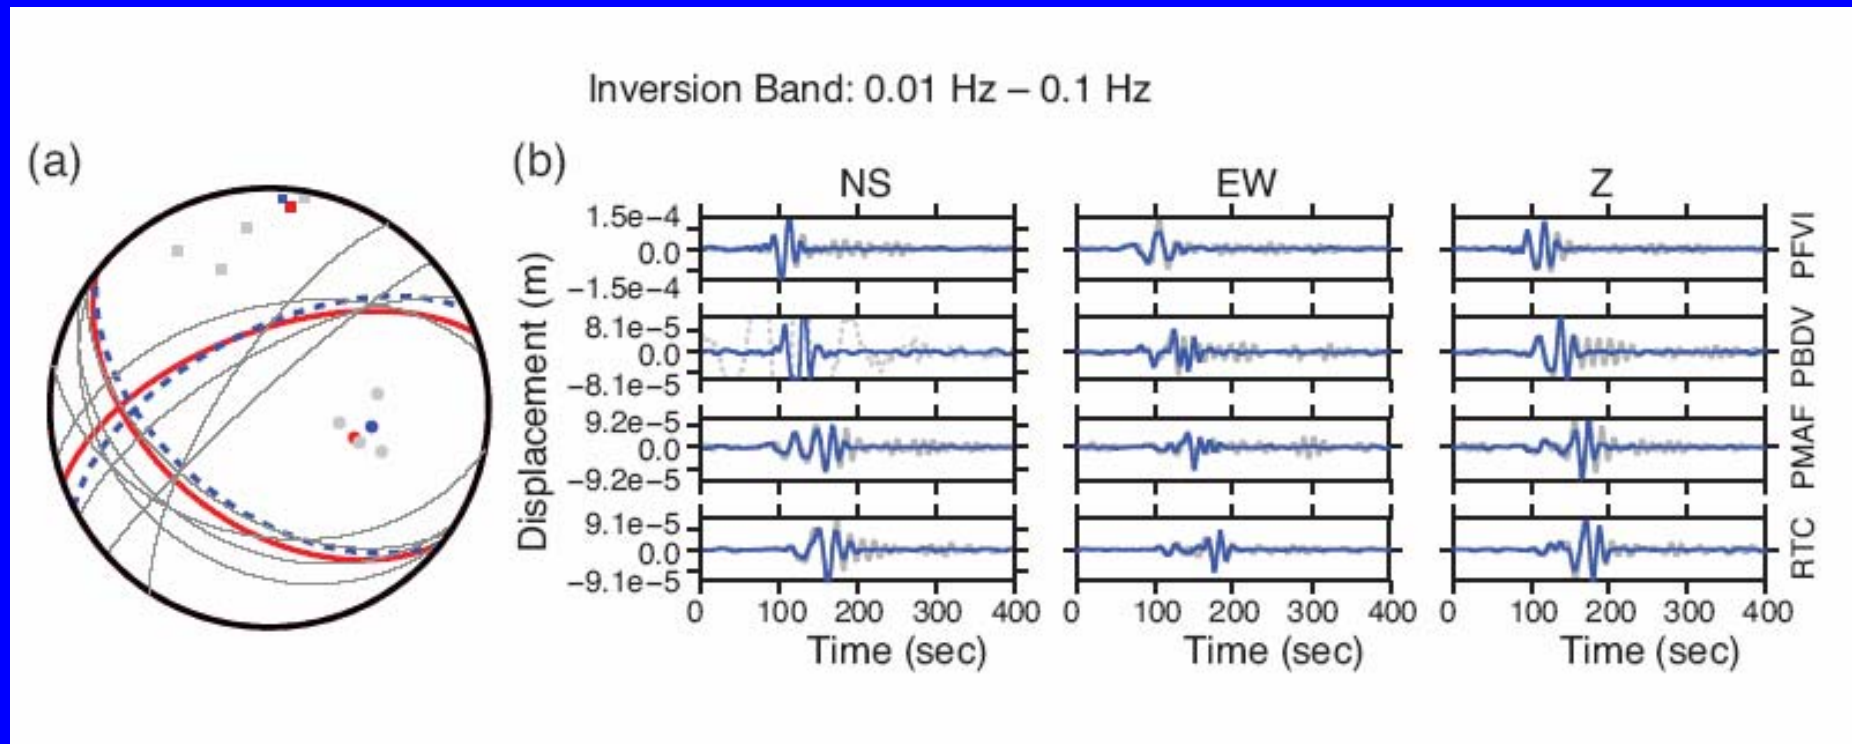 Inversion Band: 0.01 Hz – 0.1 Hz
(a)
(b)
NS
EW
Z
Displacement (m)
1.5e−4
0.0
−1.5e−4
PFVI
8.1e−5
0.0
−8.1e−5
PBDV
9.2e−5
0.0
−9.2e−5
PMAF
9.1e−5
0.0
−9.1e−5
RTC
0 100 200 300 400
0 100 200 300 400
0 100 200 300 400
Time (sec)
Time (sec)
Time (sec)